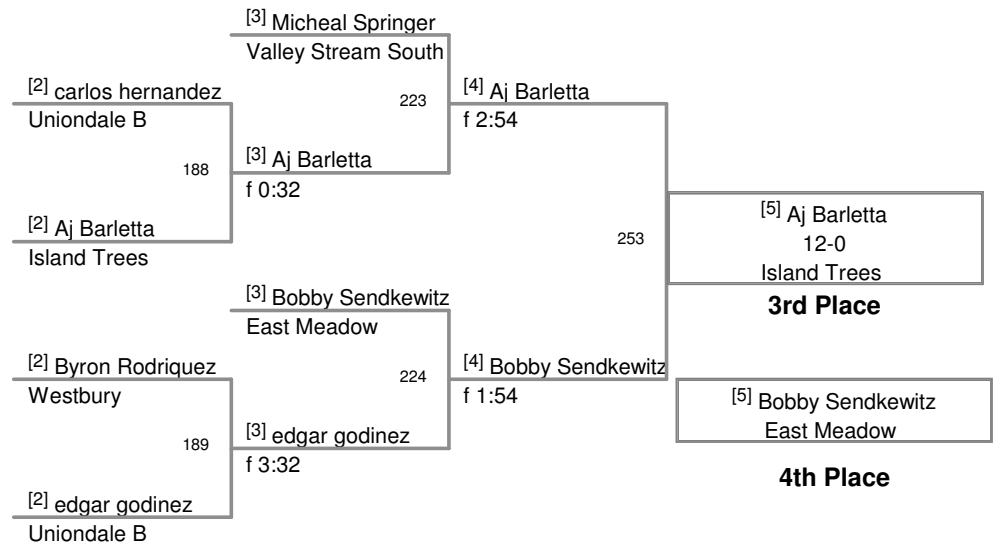 [3] Micheal Springer
Valley Stream South
[2] carlos hernandez
223
[4] Aj Barletta
Uniondale B
f 2:54
188
[3] Aj Barletta
f 0:32
[2] Aj Barletta
Island Trees
253
[5] Aj Barletta
12-0
Island Trees
3rd Place
[3] Bobby Sendkewitz
East Meadow
[2] Byron Rodriquez
Westbury
224
[4] Bobby Sendkewitz
f 1:54
[5] Bobby Sendkewitz
East Meadow
4th Place
189
[3] edgar godinez
f 3:32
[2] edgar godinez
Uniondale B